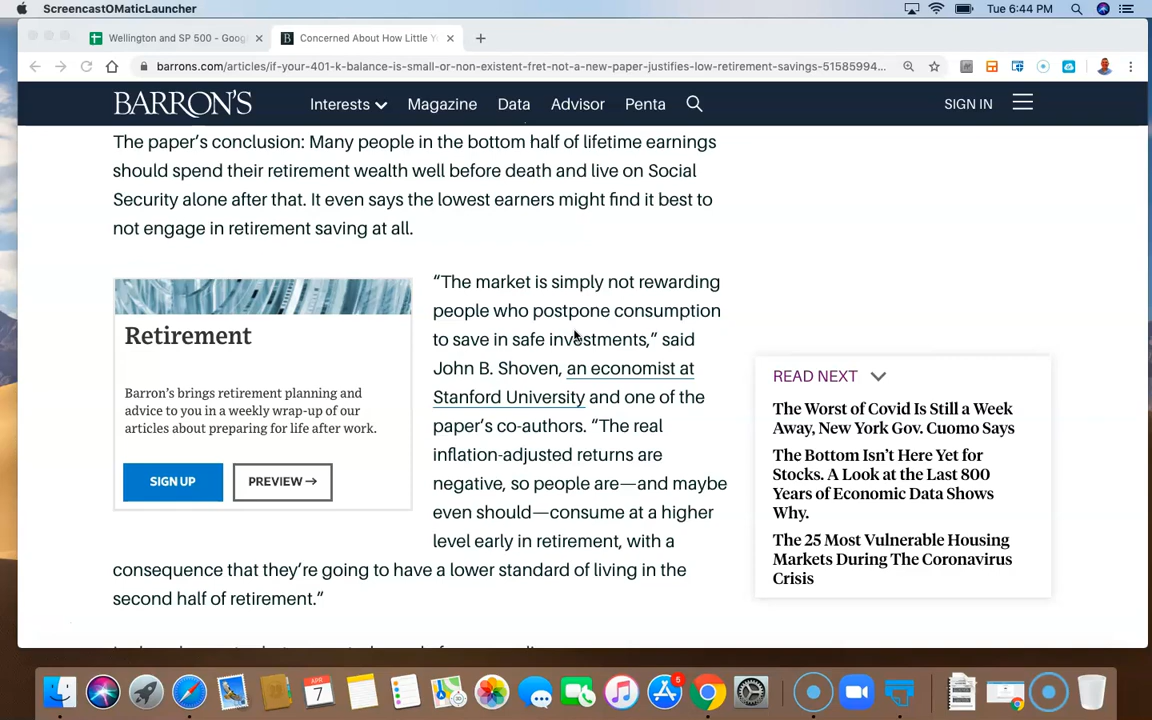 ScreencastOMaticLauncher
Tue 6:44 PM
Wellington and SP 500 - Goog
Concerned About How Little Y
barrons.com/articles/if-your-401-k-balance-is-small-or-non-existent-fret-not-a-new-paper-justifies-low-retirement-savings-51585994...
BARRON'S
Interests
Magazine
Data
Advisor
Penta
SIGN IN
The paper's conclusion: Many people in the bottom half of lifetime earnings
should spend their retirement wealth well before death and live on Social
Security alone after that. It even says the lowest earners might find it best to
not engage in retirement saving at all.
Retirement
Barron's brings retirement planning and
advice to you in a weekly wrap-up of our
articles about preparing for life after work.
SIGN UP
PREVIEW →
“The market is simply not rewarding
people who postpone consumption
to save in safe investments,” said
John B. Shoven, an economist at
Stanford University and one of the
paper's co-authors. “The real
inflation-adjusted returns are
negative, so people are—and maybe
even should—consume at a higher
level early in retirement, with a
consequence that they're going to have a lower standard of living in the
second half of retirement.”
READ NEXT
The Worst of Covid Is Still a Week
Away, New York Gov. Cuomo Says
The Bottom Isn't Here Yet for
Stocks. A Look at the Last 800
Years of Economic Data Shows
Why.
The 25 Most Vulnerable Housing
Markets During The Coronavirus
Crisis
APR
7
5